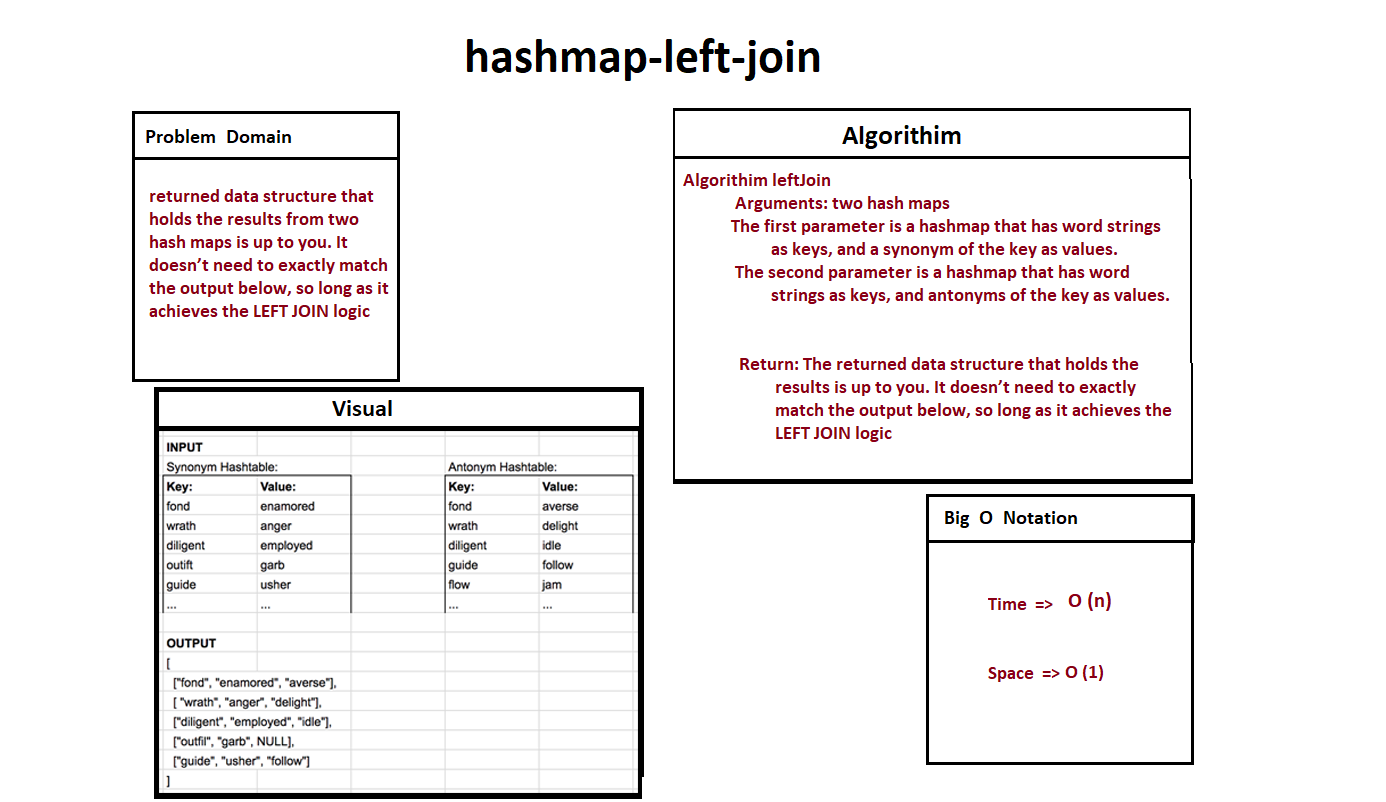 hashmap-left-join
Problem Domain
returned data structure that
holds the results from two
hash maps is up to you. It
doesn’t need to exactly match
the output below, so long as it
achieves the LEFT JOIN logic
Algorithim
Algorithim leftJoin
Arguments: two hash maps
The first parameter is a hashmap that has word strings
as keys, and a synonym of the key as values.
The second parameter is a hashmap that has word
strings as keys, and antonyms of the key as values.
Return: The returned data structure that holds the
results is up to you. It doesn’t need to exactly
match the output below, so long as it achieves the
LEFT JOIN logic
Visual
INPUT
Synonym Hashtable: Antonym Hashtable:
Key: Value: Key: Value:
fond enamored fond averse
wrath anger wrath delight
diligent employed diligent idle
outift garb guide follow
guide usher flow jam
... ... ... ...
OUTPUT
[
["fond", "enamored", "averse"],
[ "wrath", "anger", "delight"],
["diligent", "employed", "idle"],
["outfil", "garb", NULL],
["guide", "usher", "follow"]
]
Big O Notation
Time => O (n)
Space => O (1)